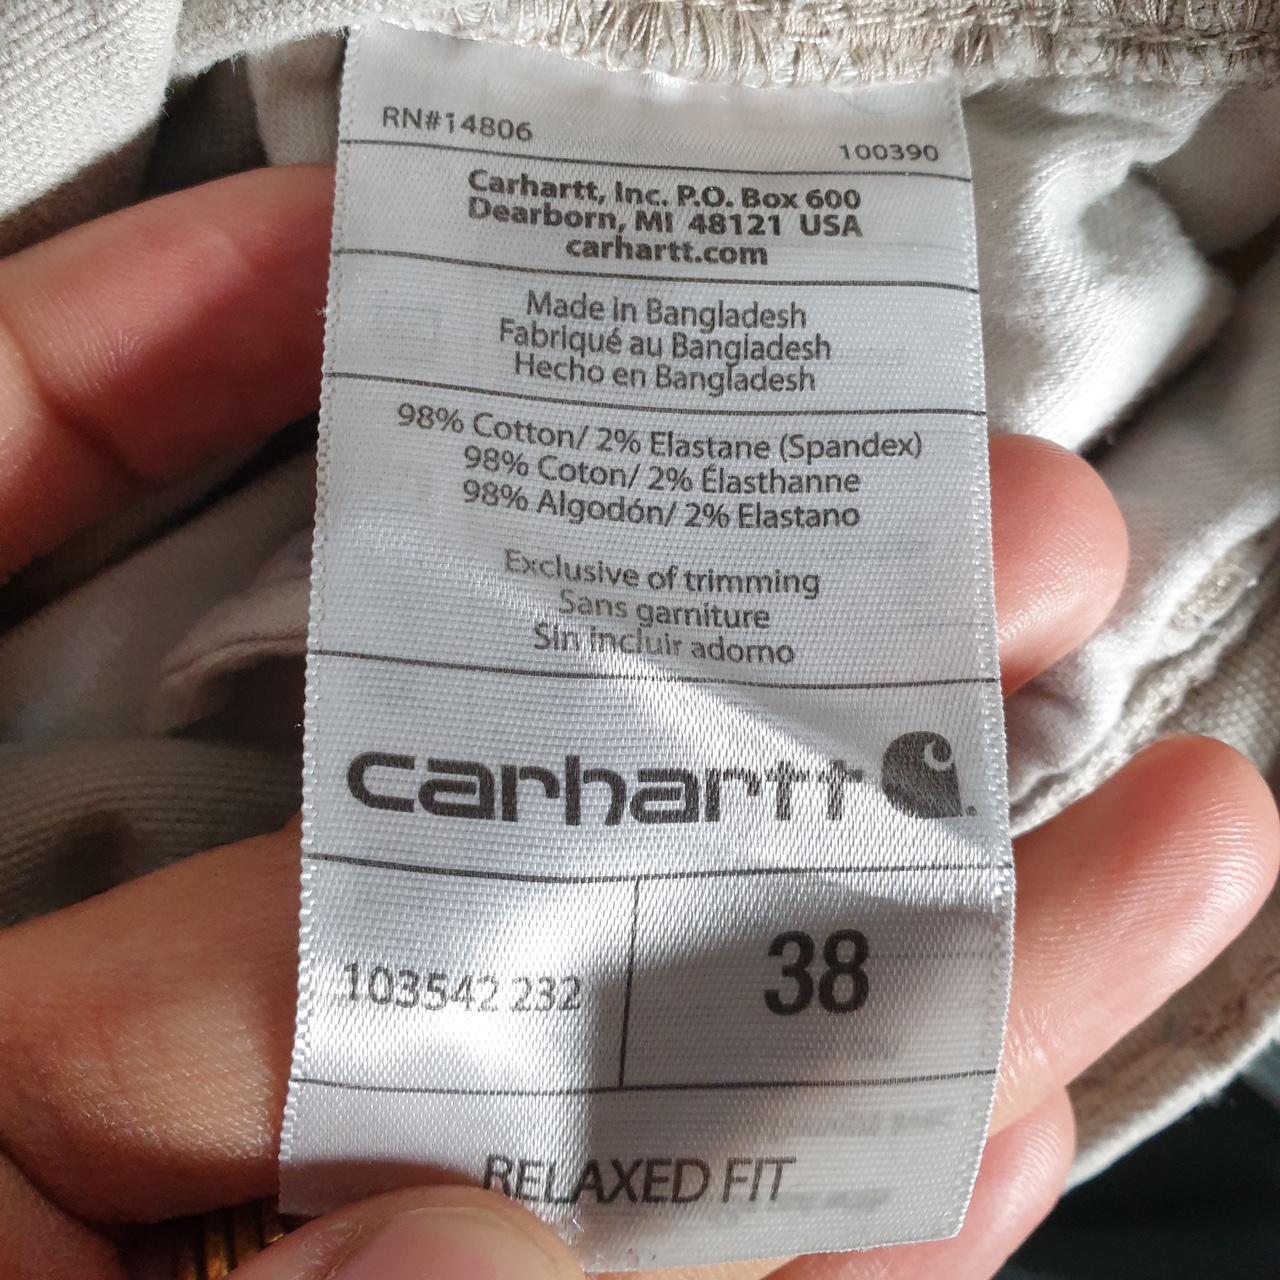 RN#14806
100390
Carhartt, Inc. P.O. Box 600
Dearborn, MI 48121 USA
carhartt.com
Made in Bangladesh
Fabriqué au Bangladesh
Hecho en Bangladesh
98% Cotton/ 2% Elastane (Spandex)
98% Coton/ 2% Élasthanne
98% Algodón/ 2% Elastano
Exclusive of trimming
Sans garniture
Sin incluir adorno
carhartt
103542 232
38
RELAXED FIT